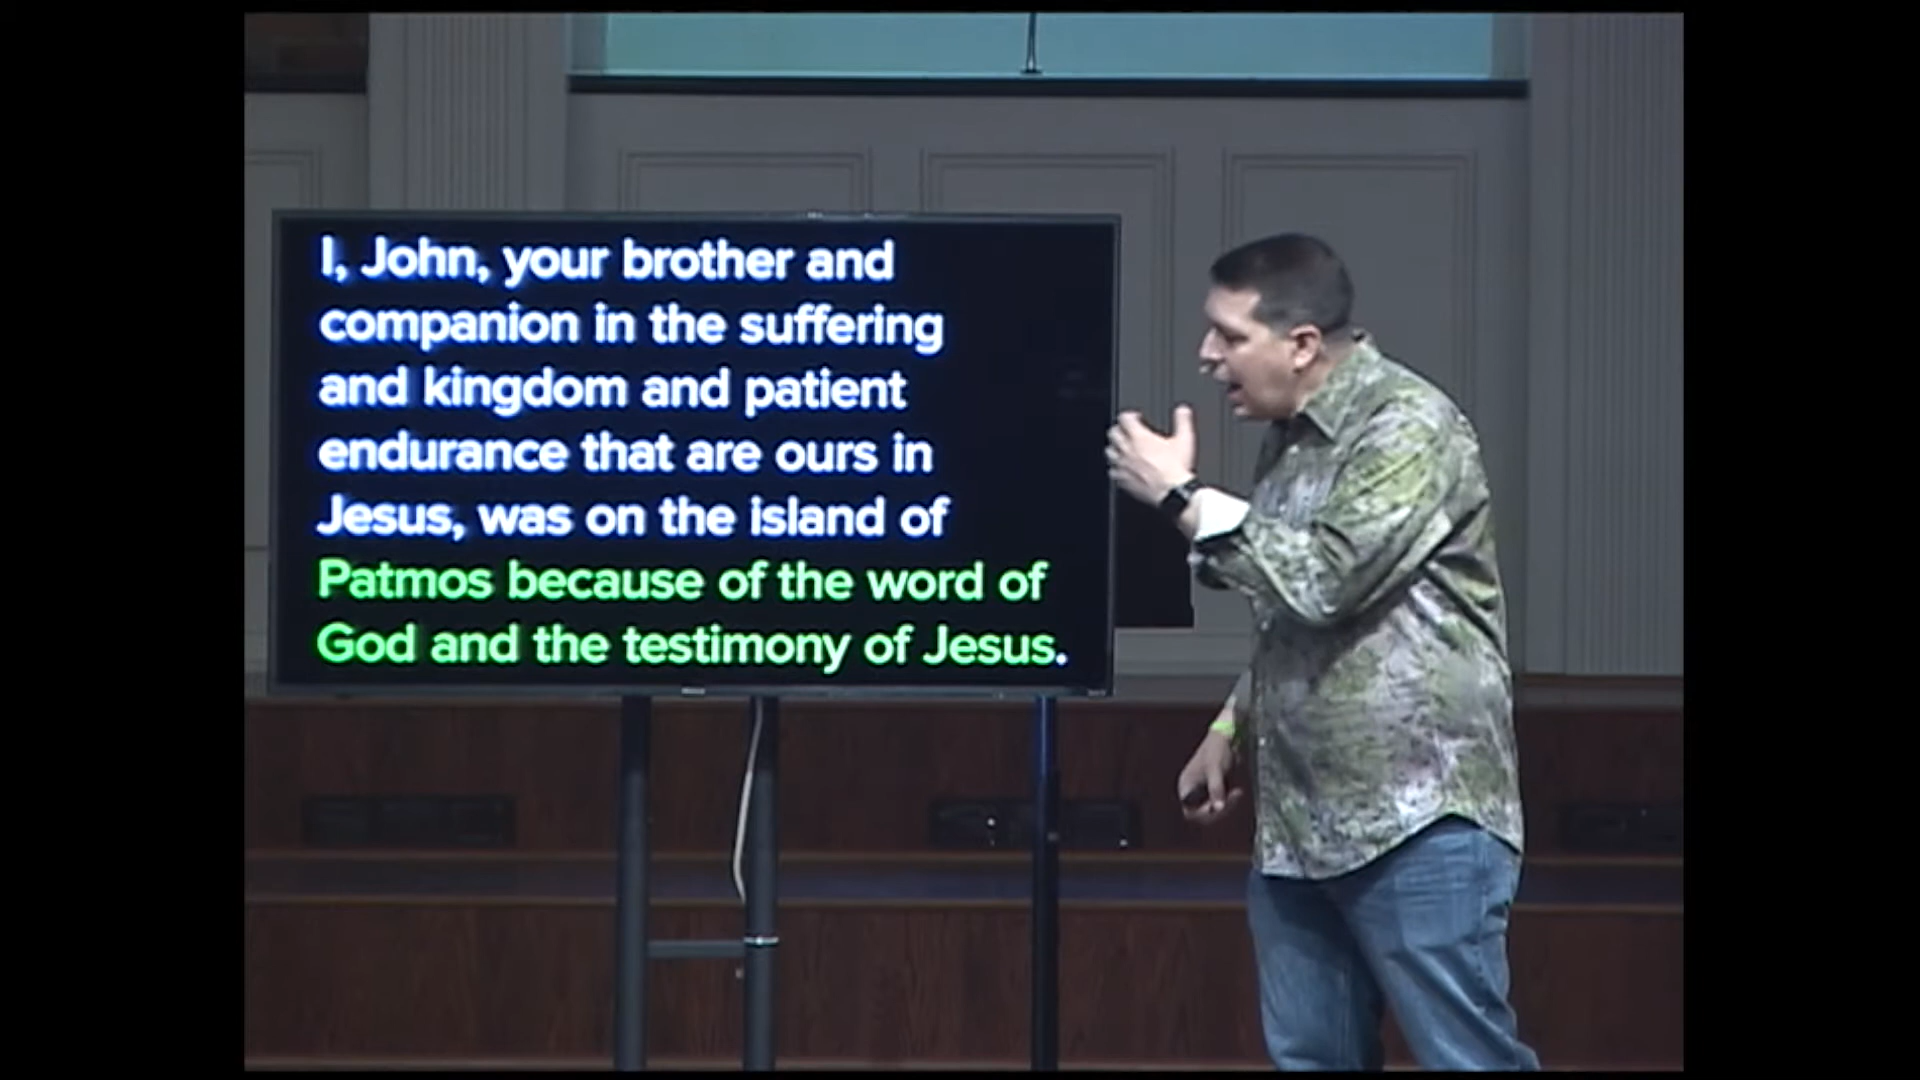 I, John, your brother and
companion in the suffering
and kingdom and patient
endurance that are ours in
Jesus, was on the island of
Patmos because of the word of
God and the testimony of Jesus.